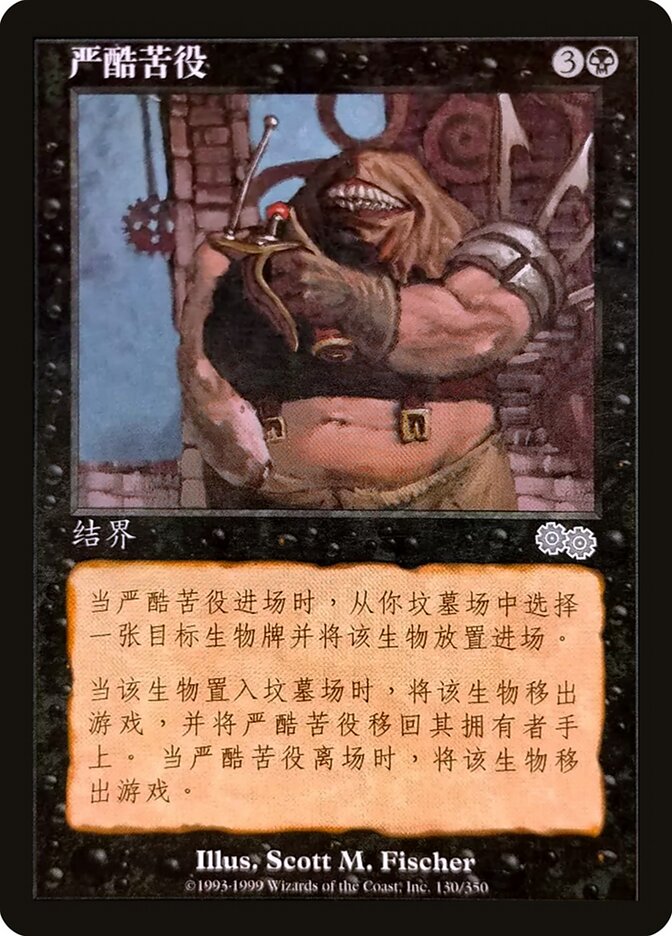 严酷苦役
3
结界
当严酷苦役进场时，从你坟墓场中选择
一张目标生物牌并将该生物放置进场。
当该生物置入坟墓场时，将该生物移出
游戏，并将严酷苦役移回其拥有者手
上。 当严酷苦役离场时，将该生物移
出游戏。
Illus. Scott M. Fischer
©1993-1999 Wizards of the Coast, Inc. 130/350